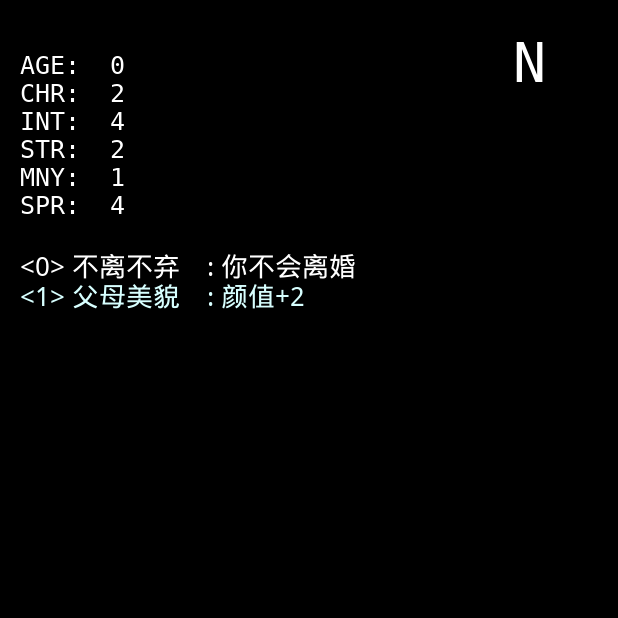 N
AGE: 0
CHR: 2
INT: 4
STR: 2
MNY: 1
SPR: 4
<0> 不离不弃 :你不会离婚
<1> 父母美貌 :颜值+2